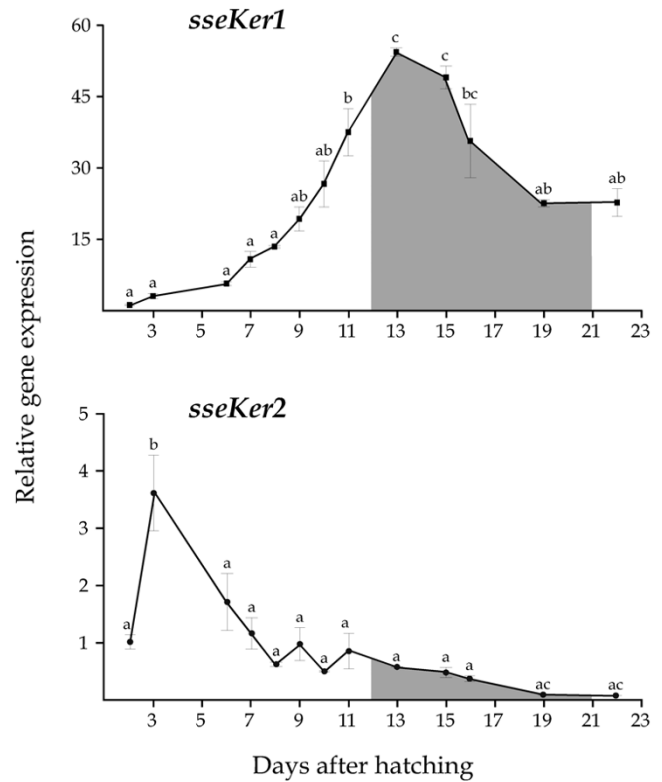 sseKer1
60
45
30
15
a a a a a ab ab b c c bc ab ab
3 5 7 9 11 13 15 17 19 21 23
Relative gene expression
sseKer2
5
4
3
2
1
a b a a a a a a a a a ac ac
3 5 7 9 11 13 15 17 19 21 23
Days after hatching